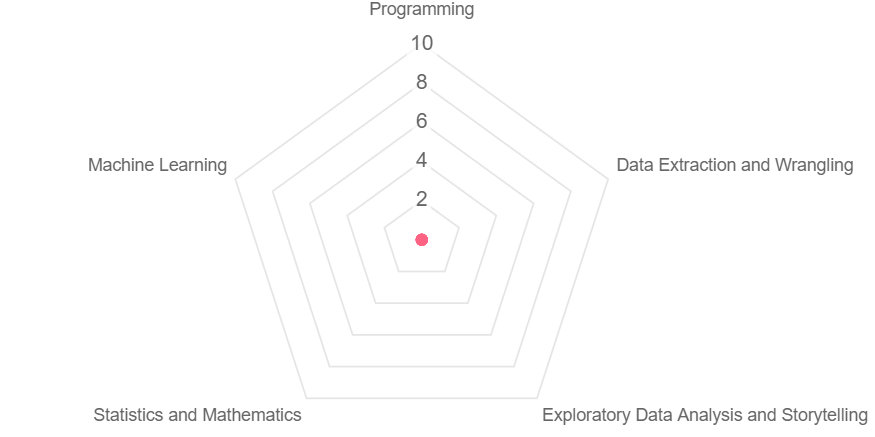 Programming
10
8
6
4
2
Machine Learning
Data Extraction and Wrangling
Statistics and Mathematics
Exploratory Data Analysis and Storytelling